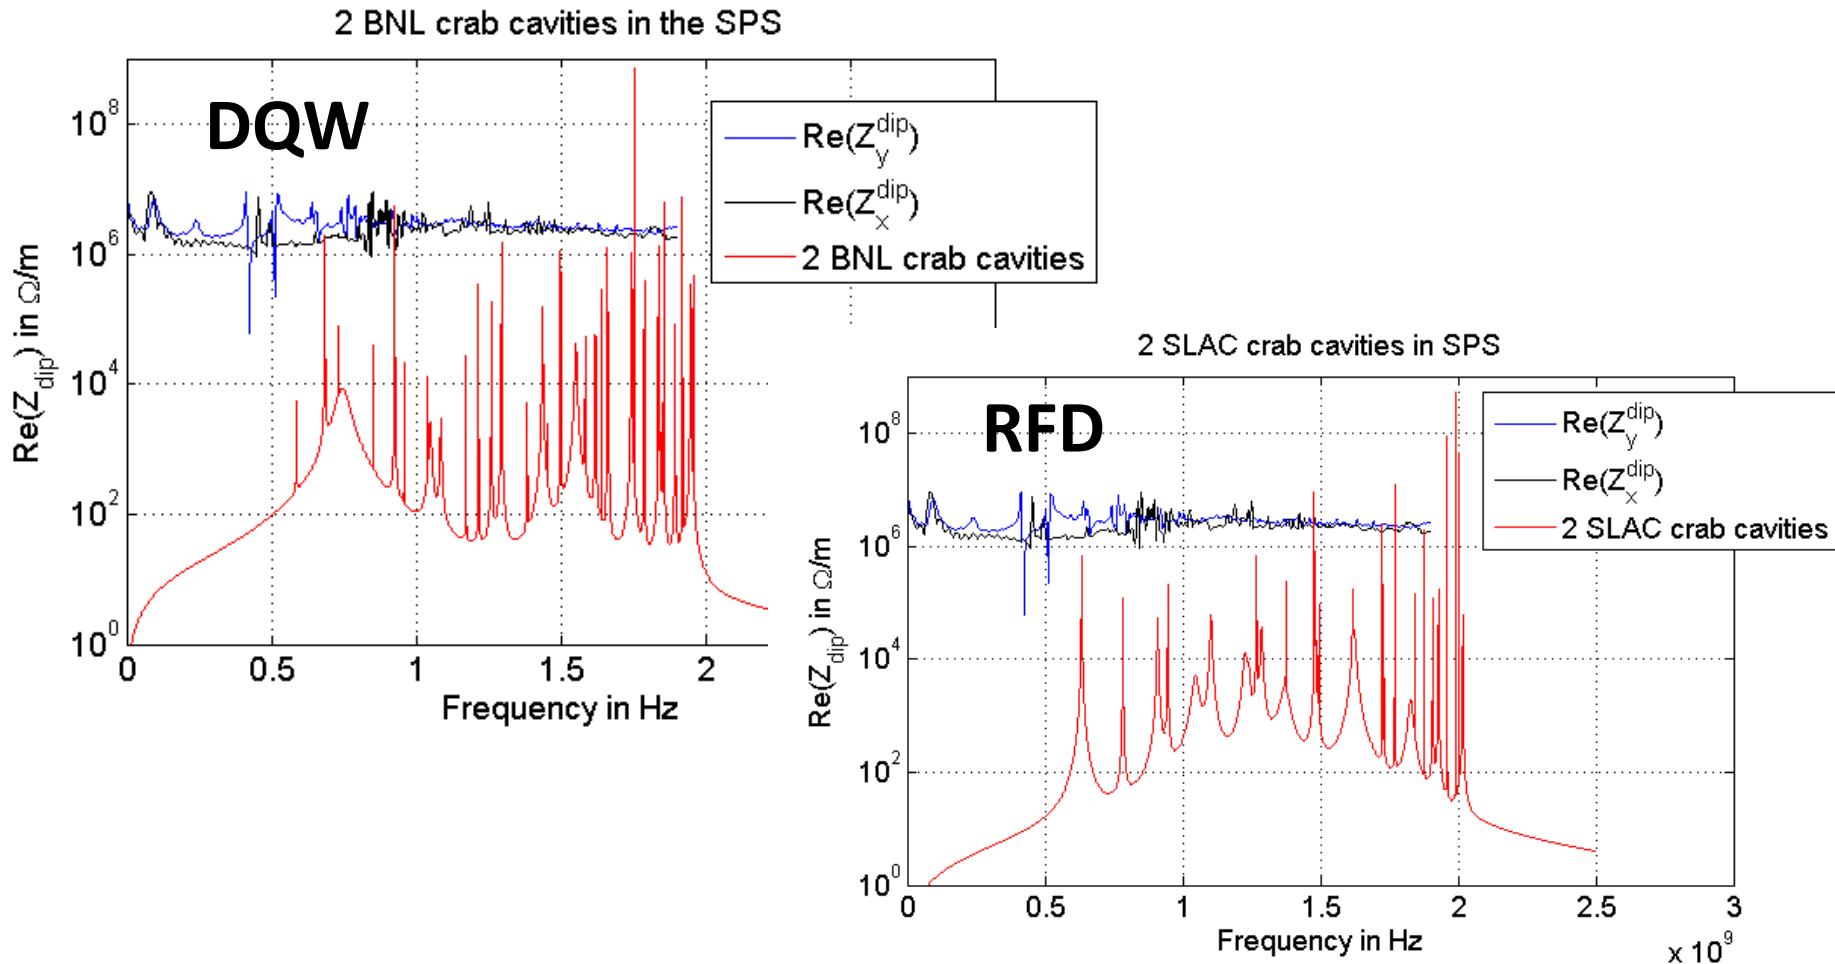 2 BNL crab cavities in the SPS
DQW
Re(Z_y^dip)
Re(Z_x^dip)
2 BNL crab cavities
Re(Z_dip) in Ω/m
10^8
10^6
10^4
10^2
10^0
0 0.5 1 1.5 2
Frequency in Hz
2 SLAC crab cavities in SPS
RFD
Re(Z_y^dip)
Re(Z_x^dip)
2 SLAC crab cavities
Re(Z_dip) in Ω/m
10^8
10^6
10^4
10^2
10^0
0 0.5 1 1.5 2 2.5 3
Frequency in Hz
x 10^9